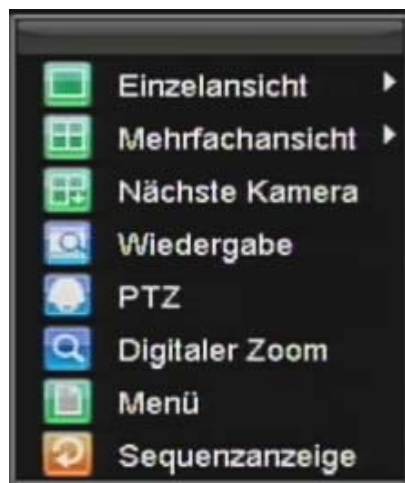 Einzelansicht
Mehrfachansicht
Nächste Kamera
Wiedergabe
PTZ
Digitaler Zoom
Menü
Sequenzanzeige